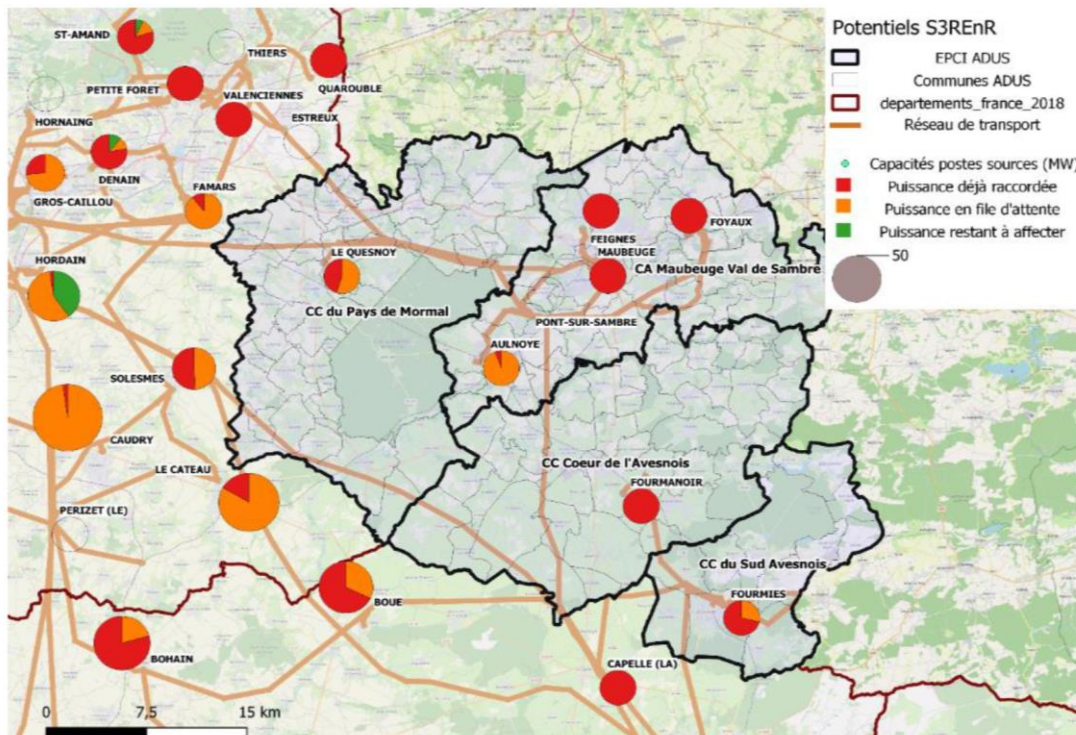 Potentiels S3REnR
EPCI ADUS
Communes ADUS
departements_france_2018
Réseau de transport
Capacités postes sources (MW)
Puissance déjà raccordée
Puissance en file d'attente
Puissance restant à affecter
50
ST-AMAND
THIERS
PETITE FORET
QUAROUBLE
VALENCIENNES
HORNAING
ESTREUX
DENAIN
GROS-CAILLOU
FAMARS
FOYAUX
FEIGNES
HORDAIN
LE QUESNOY
MAUBEUGE
CA Maubeuge Val de Sambre
CC du Pays de Mormal
PONT-SUR-SAMBRE
AULNOYE
SOLESMES
CAUDRY
LE CATEAU
CC Coeur de l'Avesnois
FOURMANOIR
PERIZET (LE)
CC du Sud Avesnois
FOURMIES
BOUE
BOHAIN
CAPELLE (LA)
0 7,5 15 km